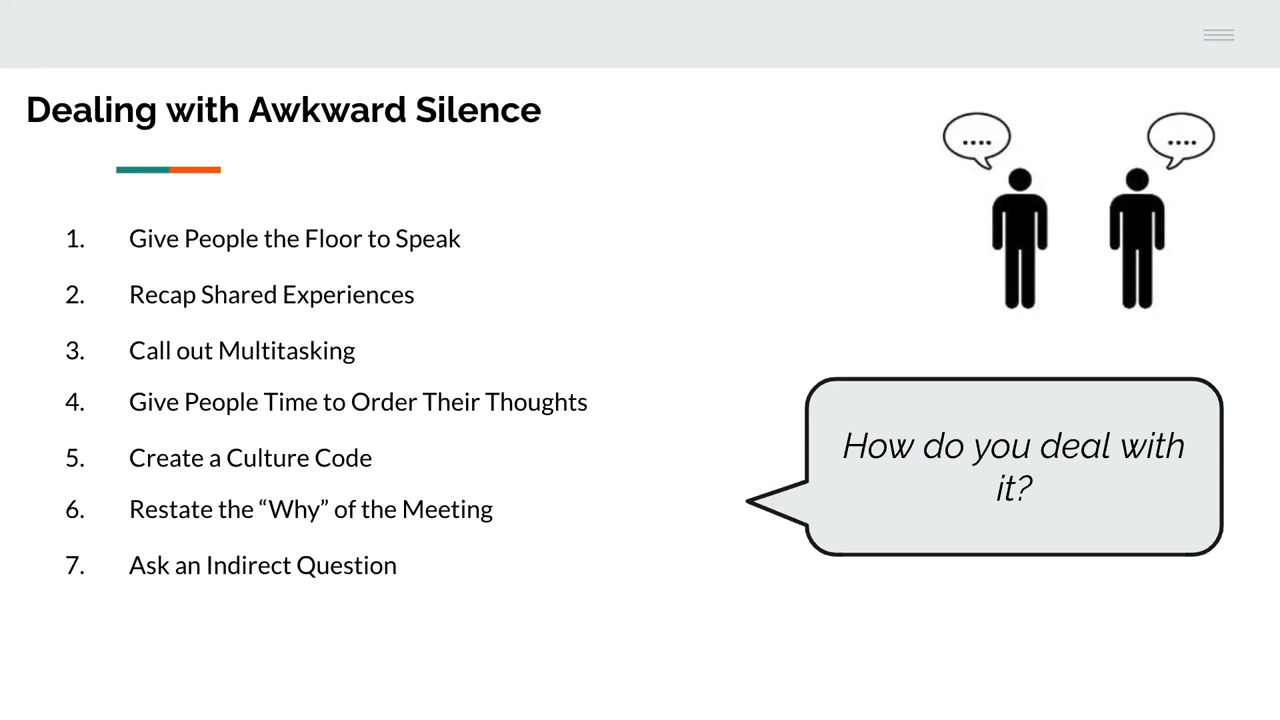 Dealing with Awkward Silence
....
....
1. Give People the Floor to Speak
2. Recap Shared Experiences
3. Call out Multitasking
4. Give People Time to Order Their Thoughts
5. Create a Culture Code
6. Restate the “Why” of the Meeting
7. Ask an Indirect Question
How do you deal with
it?